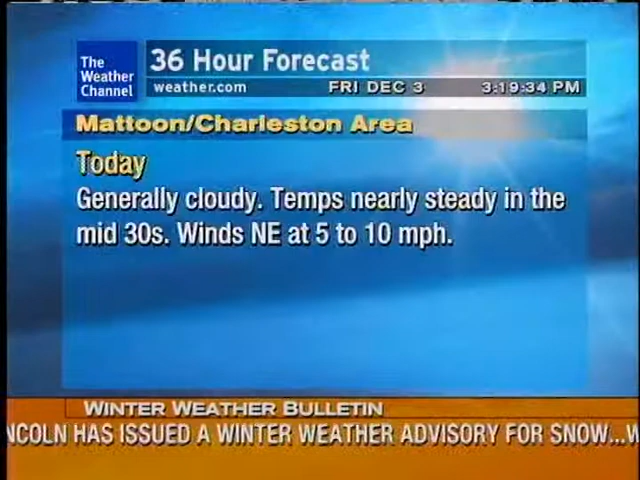 The
Weather
Channel
36 Hour Forecast
weather.com FRI DEC 3 3:19:34 PM
Mattoon/Charleston Area
Today
Generally cloudy. Temps nearly steady in the
mid 30s. Winds NE at 5 to 10 mph.
WINTER WEATHER BULLETIN
NCOLN HAS ISSUED A WINTER WEATHER ADVISORY FOR SNOW...W